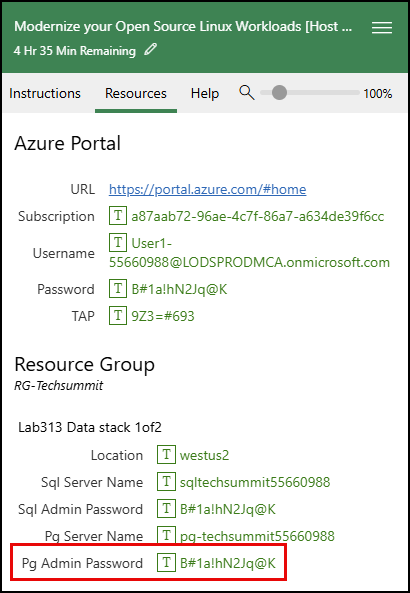 Modernize your Open Source Linux Workloads [Host ...
4 Hr 35 Min Remaining
Instructions Resources Help 100%
Azure Portal
URL https://portal.azure.com/#home
Subscription T a87aab72-96ae-4c7f-86a7-a634de39f6cc
Username T User1-
55660988@LODSPRODMCA.onmicrosoft.com
Password T B#1a!hN2Jq@K
TAP T 9Z3=#693
Resource Group
RG-Techsummit
Lab313 Data stack 1of2
Location T westus2
Sql Server Name T sqltechsummit55660988
Sql Admin Password T B#1a!hN2Jq@K
Pg Server Name T pg-techsummit55660988
Pg Admin Password T B#1a!hN2Jq@K